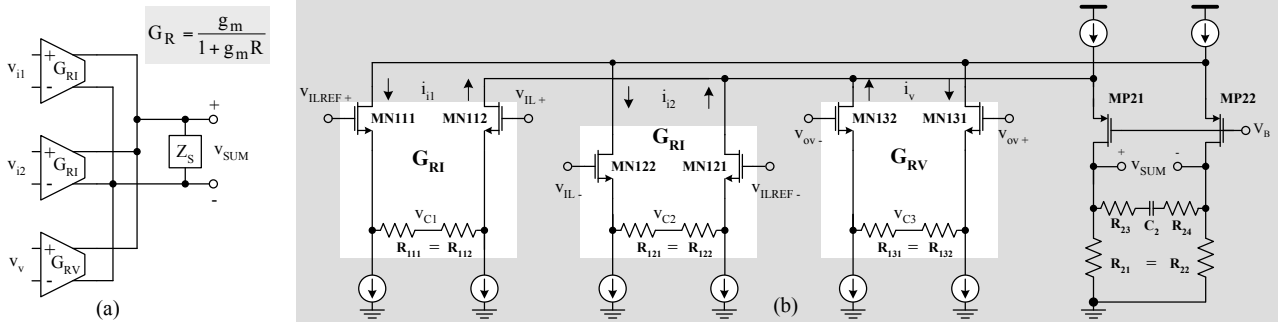 G_R = g_m / (1 + g_m R)
v_i1
+
-
G_RI
v_i2
+
-
G_RI
v_v
+
-
G_RV
+
Z_S
v_SUM
-
(a)
v_ILREF+
i_i1
v_IL+
MN111
MN112
G_RI
v_C1
R_111 = R_112
i_i2
G_RI
MN122
MN121
v_IL-
v_ILREF-
v_C2
R_121 = R_122
i_v
v_ov-
v_ov+
MN132
MN131
G_RV
v_C3
R_131 = R_132
MP21
MP22
V_B
+
v_SUM
-
R_23
C_2
R_24
R_21 = R_22
(b)